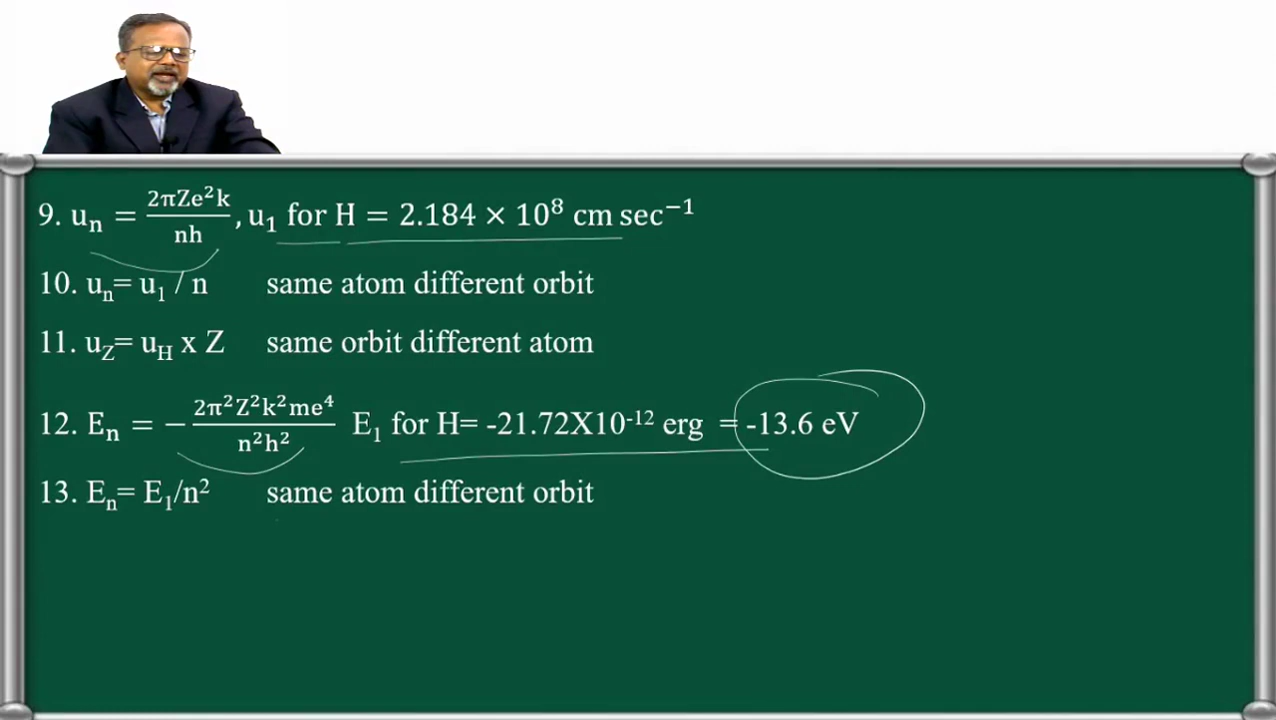 9. uₙ = 2πZe²k / nh , u₁ for H = 2.184 × 10⁸ cm sec⁻¹
10. uₙ= u₁ / n same atom different orbit
11. u_Z= u_H x Z same orbit different atom
12. Eₙ = − 2π²Z²k²me⁴ / n²h² E₁ for H= -21.72X10⁻¹² erg = -13.6 eV
13. Eₙ= E₁/n² same atom different orbit